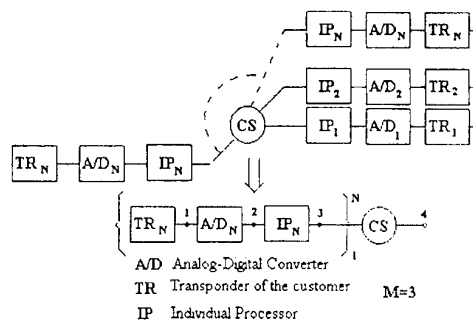 IP_N A/D_N TR_N
IP_2 A/D_2 TR_2
CS
IP_1 A/D_1 TR_1
TR_N A/D_N IP_N
N
TR_N 1 A/D_N 2 IP_N 3 CS 4
1
A/D Analog-Digital Converter
TR Transponder of the customer M=3
IP Individual Processor